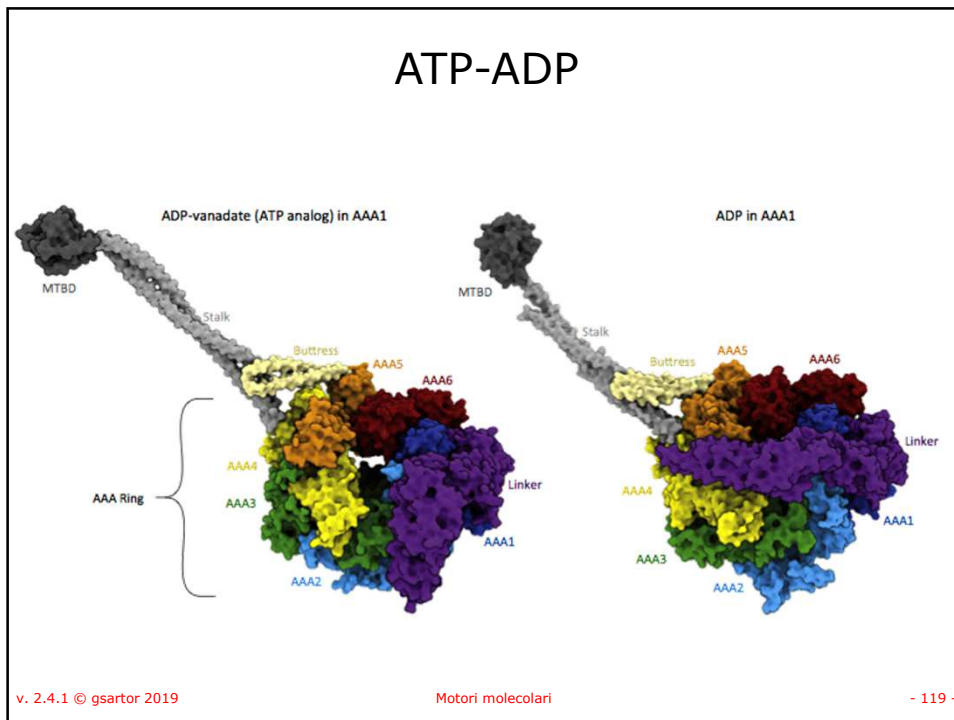 ATP-ADP
ADP-vanadate (ATP analog) in AAA1
MTBD
Stalk
Buttress
AAA5
AAA6
AAA4
AAA Ring
AAA3
Linker
AAA1
AAA2
ADP in AAA1
MTBD
Stalk
Buttress
AAA5
AAA6
Linker
AAA4
AAA1
AAA3
AAA2
v. 2.4.1 © gsartor 2019
Motori molecolari
- 119 -